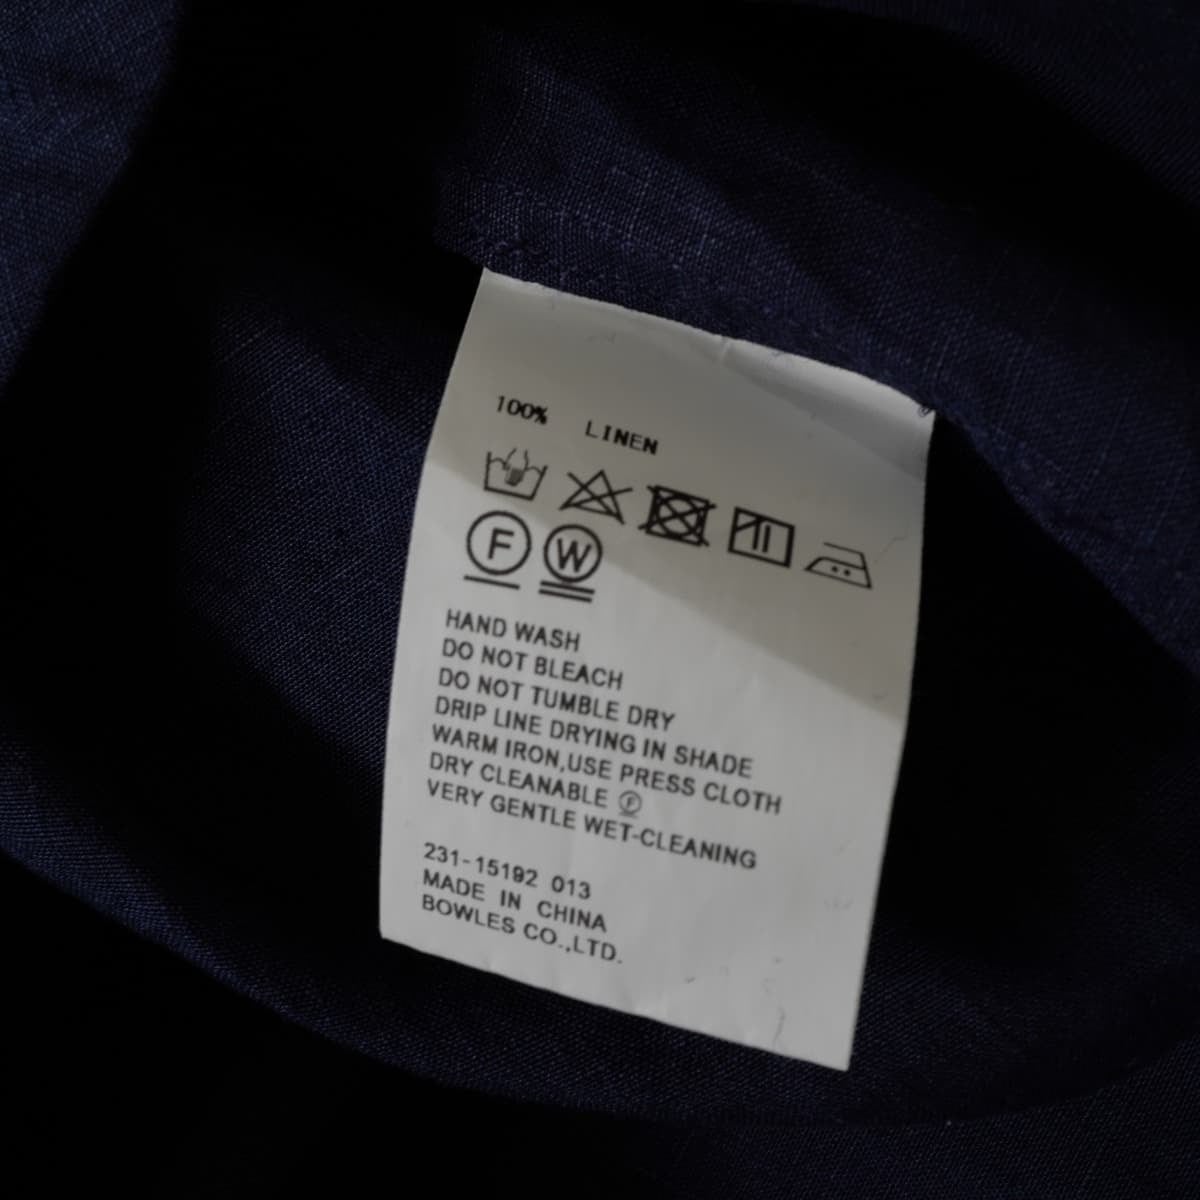 100% LINEN
F W
HAND WASH
DO NOT BLEACH
DO NOT TUMBLE DRY
DRIP LINE DRYING IN SHADE
WARM IRON,USE PRESS CLOTH
DRY CLEANABLE Ⓕ
VERY GENTLE WET-CLEANING
231-15192 013
MADE IN CHINA
BOWLES CO.,LTD.